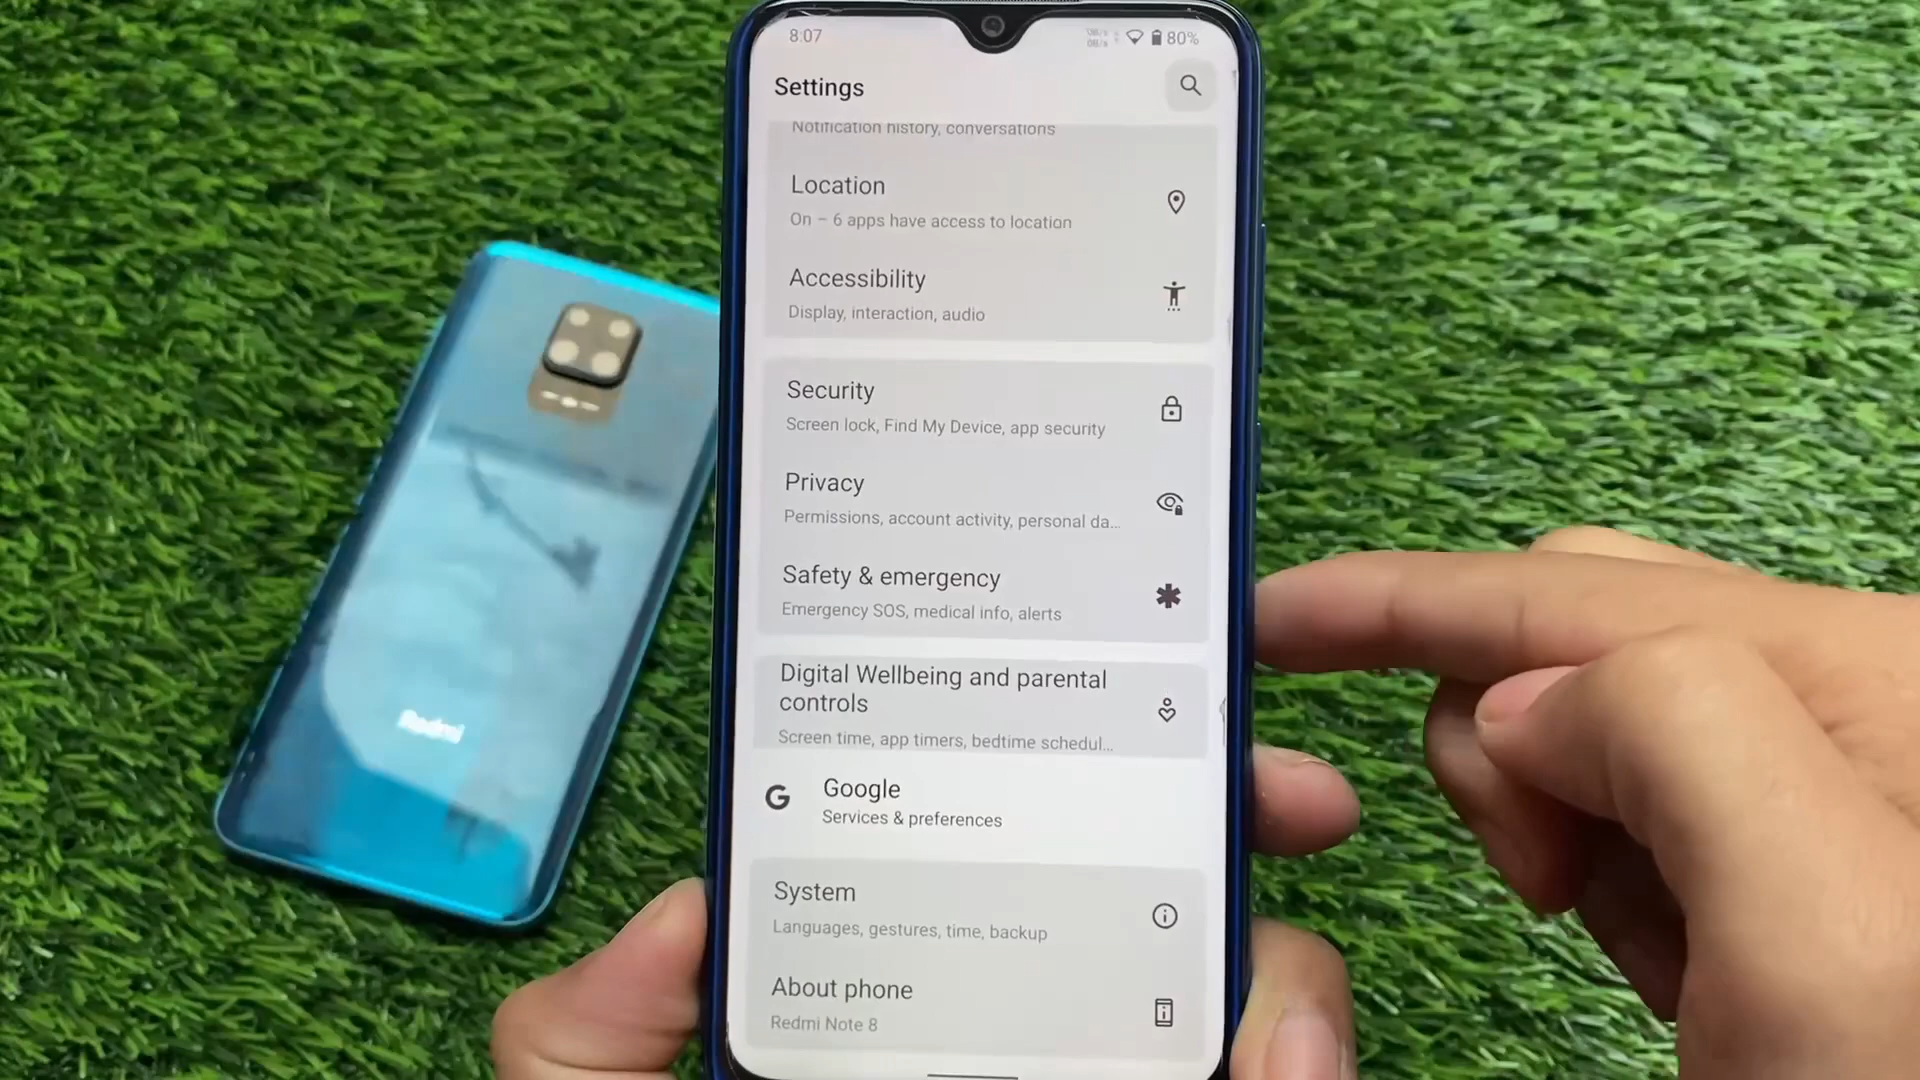 8:07
80%
Settings
Notification history, conversations
Location
On – 6 apps have access to location
Accessibility
Display, interaction, audio
Security
Screen lock, Find My Device, app security
Privacy
Permissions, account activity, personal da...
Safety & emergency
Emergency SOS, medical info, alerts
Digital Wellbeing and parental
controls
Screen time, app timers, bedtime schedul...
G
Google
Services & preferences
System
Languages, gestures, time, backup
About phone
Redmi Note 8
Redmi